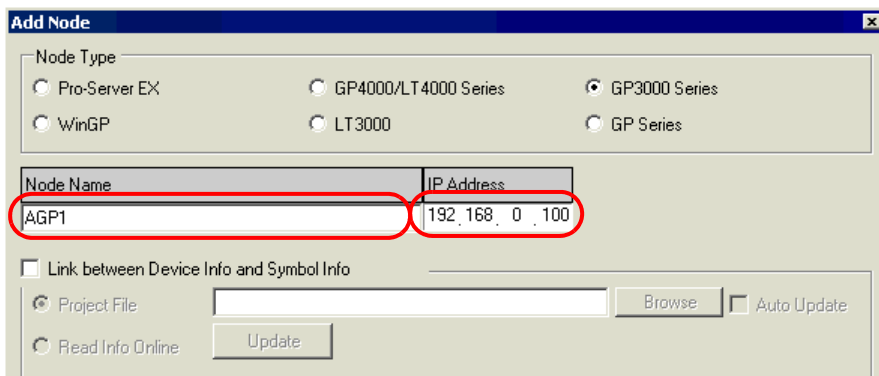 Add Node
Node Type
Pro-Server EX GP4000/LT4000 Series GP3000 Series
WinGP LT3000 GP Series
Node Name IP Address
AGP1 192. 168. 0 .100
Link between Device Info and Symbol Info
Project File Browse Auto Update
Read Info Online Update